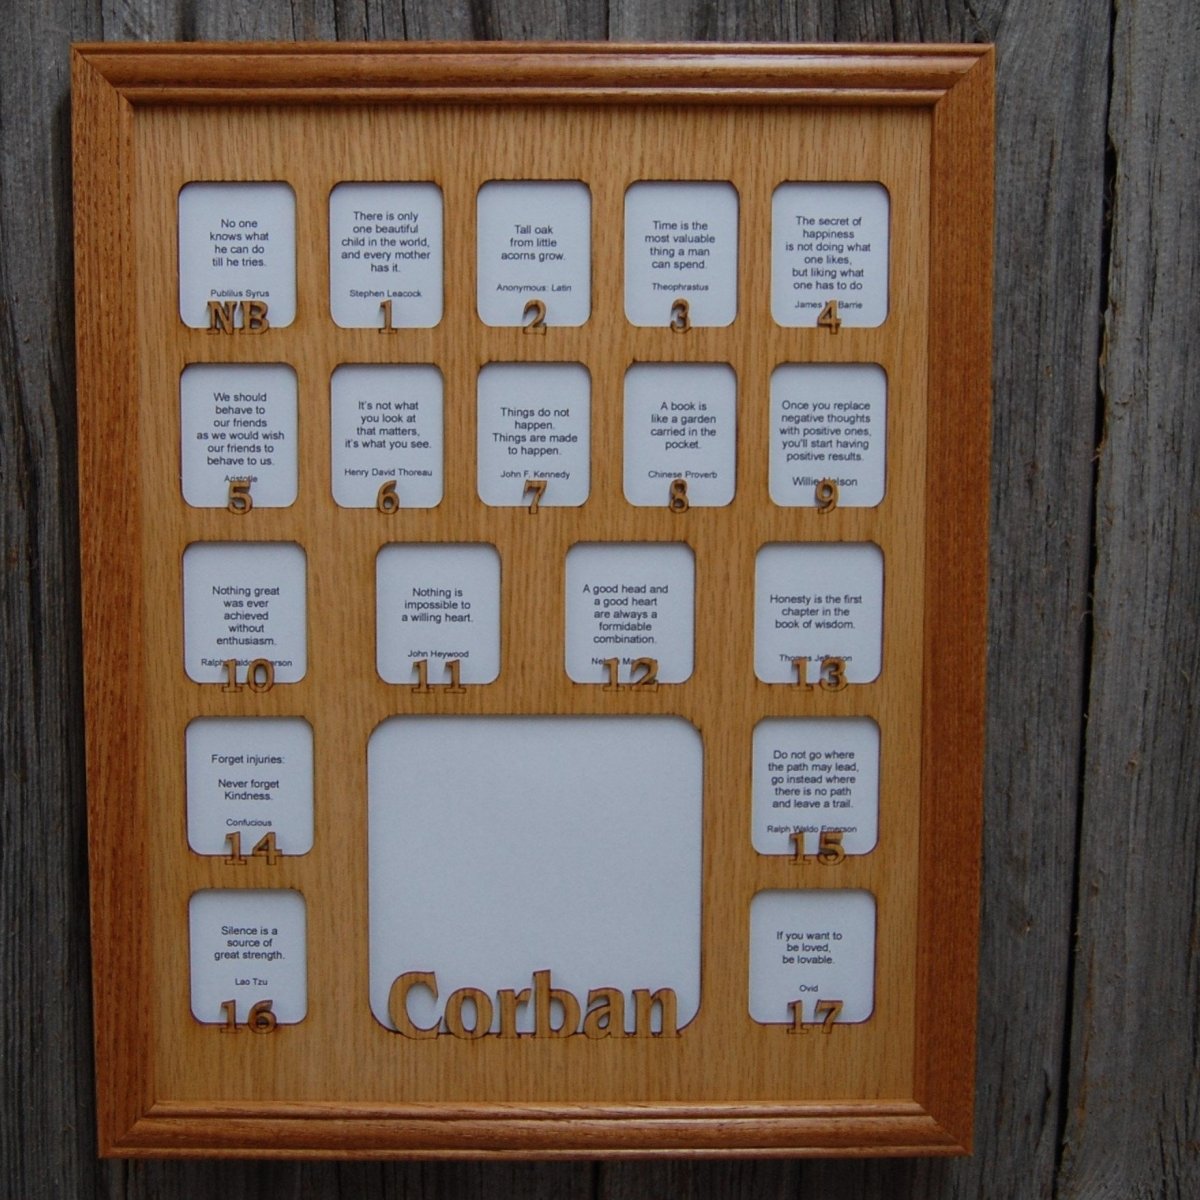 No one
knows what
he can do
till he tries.
Publilius Syrus
NB
There is only
one beautiful
child in the world,
and every mother
has it.
Stephen Leacock
1
Tall oak
from little
acorns grow.
Anonymous: Latin
2
Time is the
most valuable
thing a man
can spend.
Theophrastus
3
The secret of
happiness
is not doing what
one likes,
but liking what
one has to do
James Barrie
4
We should
behave to
our friends
as we would wish
our friends to
behave to us.
Aristotle
5
It's not what
you look at
that matters,
it's what you see.
Henry David Thoreau
6
Things do not
happen.
Things are made
to happen.
John F. Kennedy
7
A book is
like a garden
carried in the
pocket.
Chinese Proverb
8
Once you replace
negative thoughts
with positive ones,
you'll start having
positive results.
Willie Nelson
9
Nothing great
was ever
achieved
without
enthusiasm.
Ralph Waldo Emerson
10
Nothing is
impossible to
a willing heart.
John Heywood
11
A good head and
a good heart
are always a
formidable
combination.
12
Honesty is the first
chapter in the
book of wisdom.
Thomas Jefferson
13
Forget injuries:
Never forget
Kindness.
Confucious
14
Do not go where
the path may lead,
go instead where
there is no path
and leave a trail.
Ralph Waldo Emerson
15
Silence is a
source of
great strength.
Lao Tzu
16
Corban
If you want to
be loved,
be lovable.
Ovid
17